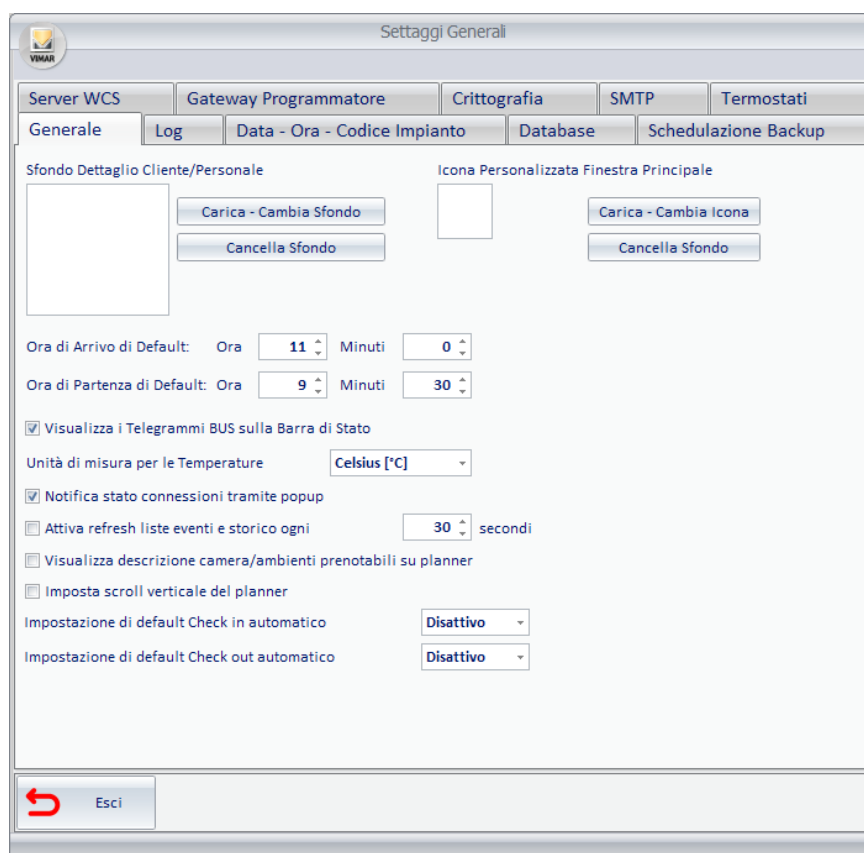 Settaggi Generali
VIMAR
Server WCS Gateway Programmatore Crittografia SMTP Termostati
Generale Log Data - Ora - Codice Impianto Database Schedulazione Backup
Sfondo Dettaglio Cliente/Personale Icona Personalizzata Finestra Principale
Carica - Cambia Sfondo Carica - Cambia Icona
Cancella Sfondo Cancella Sfondo
Ora di Arrivo di Default: Ora 11 Minuti 0
Ora di Partenza di Default: Ora 9 Minuti 30
Visualizza i Telegrammi BUS sulla Barra di Stato
Unità di misura per le Temperature Celsius [°C]
Notifica stato connessioni tramite popup
Attiva refresh liste eventi e storico ogni 30 secondi
Visualizza descrizione camera/ambienti prenotabili su planner
Imposta scroll verticale del planner
Impostazione di default Check in automatico Disattivo
Impostazione di default Check out automatico Disattivo
Esci